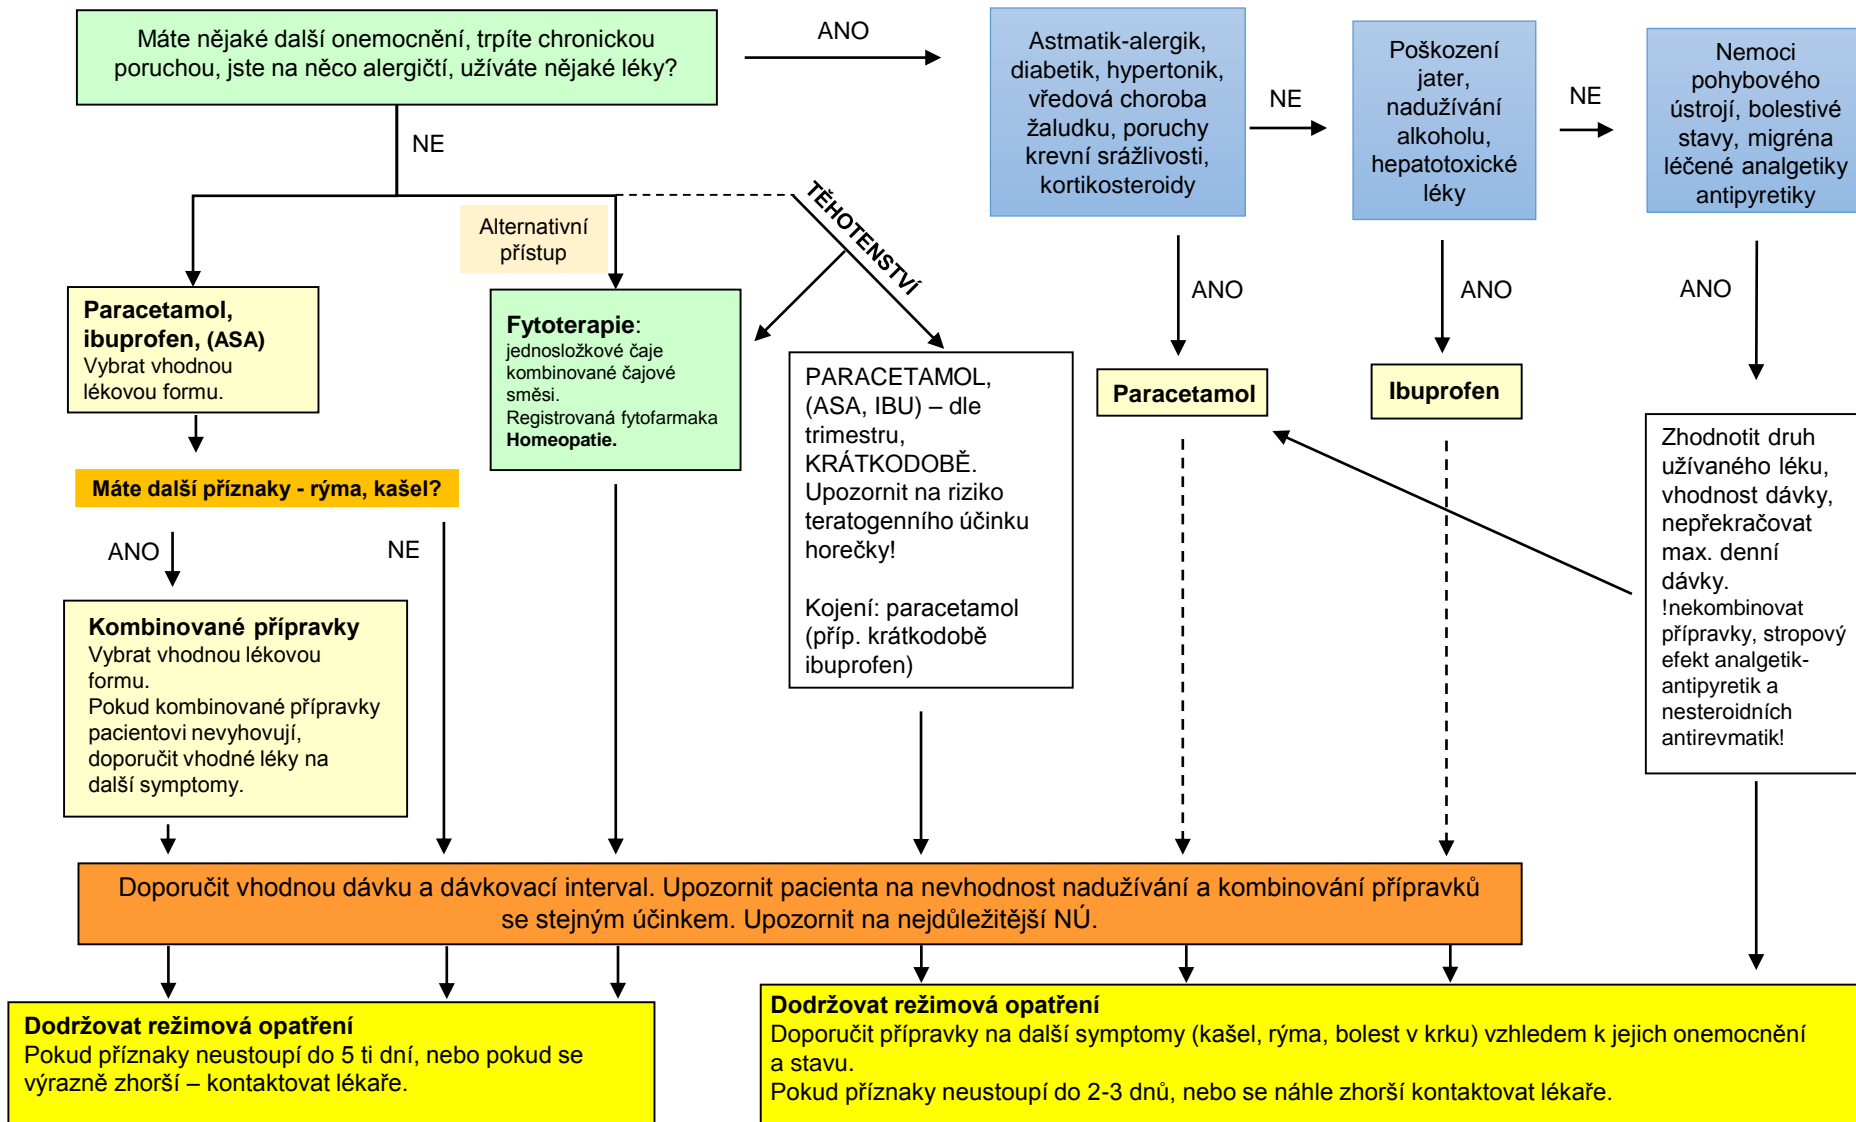 Máte nějaké další onemocnění, trpíte chronickou
poruchou, jste na něco alergičtí, užíváte nějaké léky?
ANO
Astmatik-alergik,
diabetik, hypertonik,
vředová choroba
žaludku, poruchy
krevní srážlivosti,
kortikosteroidy
NE
Poškození
jater,
nadužívání
alkoholu,
hepatotoxické
léky
NE
Nemoci
pohybového
ústrojí, bolestivé
stavy, migréna
léčené analgetiky
antipyretiky
NE
Alternativní
přístup
TĚHOTENSTVÍ
ANO
ANO
ANO
Paracetamol,
ibuprofen, (ASA)
Vybrat vhodnou
lékovou formu.
Fytoterapie:
jednosložkové čaje
kombinované čajové
směsi.
Registrovaná fytofarmaka
Homeopatie.
PARACETAMOL,
(ASA, IBU) – dle
trimestru,
KRÁTKODOBĚ.
Upozornit na riziko
teratogenního účinku
horečky!
Kojení: paracetamol
(příp. krátkodobě
ibuprofen)
Paracetamol
Ibuprofen
Zhodnotit druh
užívaného léku,
vhodnost dávky,
nepřekračovat
max. denní
dávky.
!nekombinovat
přípravky, stropový
efekt analgetik-
antipyretik a
nesteroidních
antirevmatik!
Máte další příznaky - rýma, kašel?
ANO
NE
Kombinované přípravky
Vybrat vhodnou lékovou
formu.
Pokud kombinované přípravky
pacientovi nevyhovují,
doporučit vhodné léky na
další symptomy.
Doporučit vhodnou dávku a dávkovací interval. Upozornit pacienta na nevhodnost nadužívání a kombinování přípravků
se stejným účinkem. Upozornit na nejdůležitější NÚ.
Dodržovat režimová opatření
Pokud příznaky neustoupí do 5 ti dní, nebo pokud se
výrazně zhorší – kontaktovat lékaře.
Dodržovat režimová opatření
Doporučit přípravky na další symptomy (kašel, rýma, bolest v krku) vzhledem k jejich onemocnění
a stavu.
Pokud příznaky neustoupí do 2-3 dnů, nebo se náhle zhorší kontaktovat lékaře.